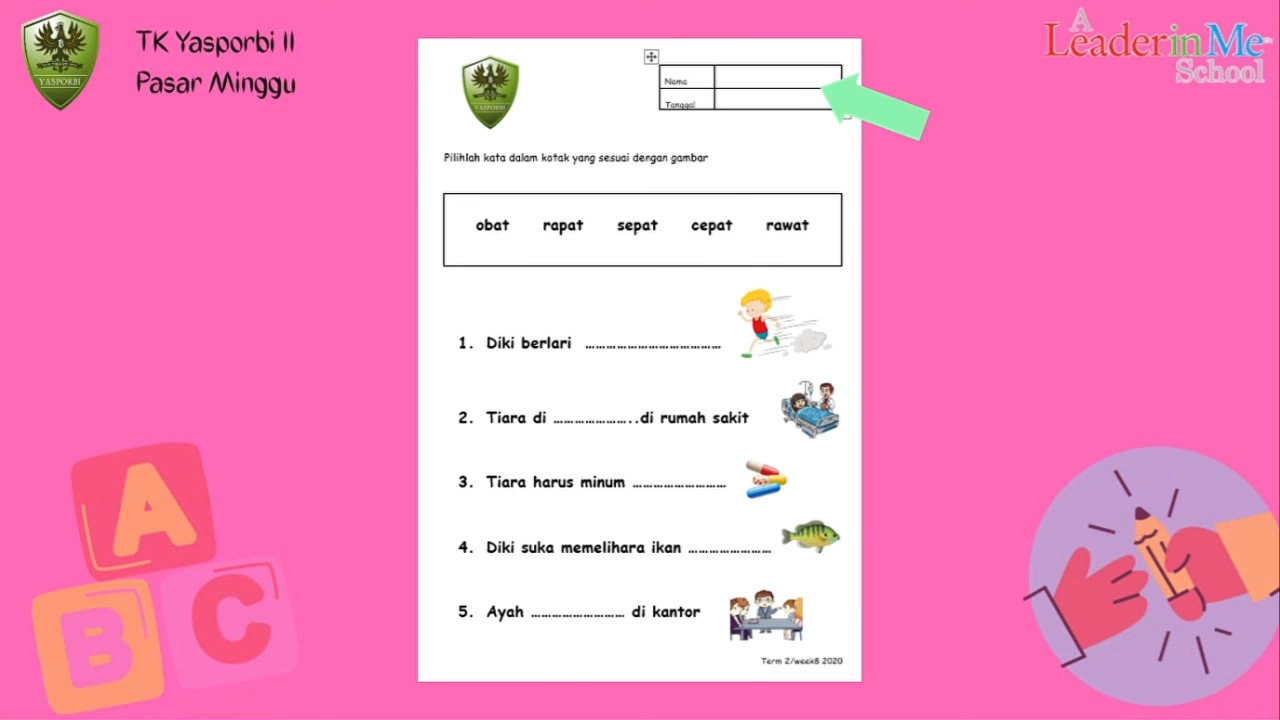 TK Yasporbi II
Pasar Minggu
YASPORBI
A
Leader in Me
School
YASPORBI
Nama
Tanggal
Pilihlah kata dalam kotak yang sesuai dengan gambar
obat rapat sepat cepat rawat
1. Diki berlari ………………………………
2. Tiara di ………………..di rumah sakit
3. Tiara harus minum ……………………
4. Diki suka memelihara ikan …………………
5. Ayah …………………… di kantor
Term 2/week8 2020
A
B
C